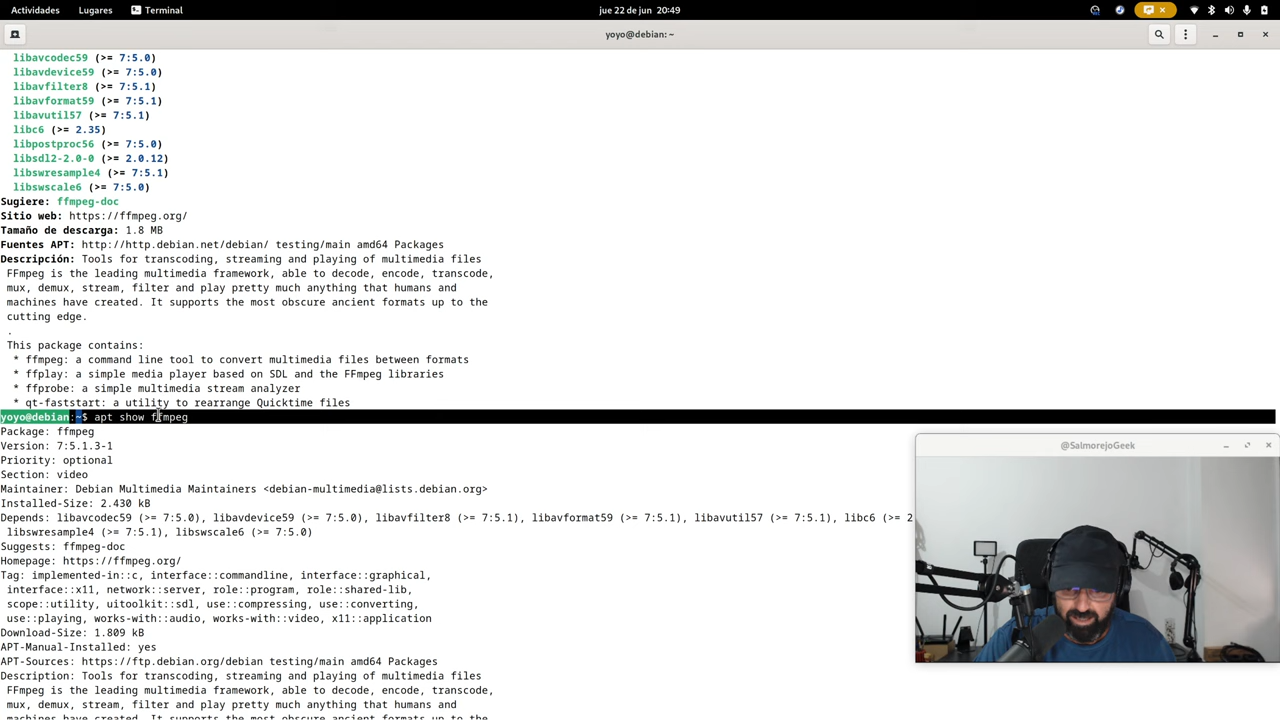 Actividades Lugares Terminal jue 22 de jun 20:49
yoyo@debian: ~
libavcodec59 (>= 7:5.0)
libavdevice59 (>= 7:5.0)
libavfilter8 (>= 7:5.1)
libavformat59 (>= 7:5.1)
libavutil57 (>= 7:5.1)
libc6 (>= 2.35)
libpostproc56 (>= 7:5.0)
libsdl2-2.0-0 (>= 2.0.12)
libswresample4 (>= 7:5.1)
libswscale6 (>= 7:5.0)
Sugiere: ffmpeg-doc
Sitio web: https://ffmpeg.org/
Tamaño de descarga: 1.8 MB
Fuentes APT: http://http.debian.net/debian/ testing/main amd64 Packages
Descripción: Tools for transcoding, streaming and playing of multimedia files
FFmpeg is the leading multimedia framework, able to decode, encode, transcode,
mux, demux, stream, filter and play pretty much anything that humans and
machines have created. It supports the most obscure ancient formats up to the
cutting edge.
.
This package contains:
* ffmpeg: a command line tool to convert multimedia files between formats
* ffplay: a simple media player based on SDL and the FFmpeg libraries
* ffprobe: a simple multimedia stream analyzer
* qt-faststart: a utility to rearrange Quicktime files
yoyo@debian:~$ apt show ffmpeg
Package: ffmpeg
Version: 7:5.1.3-1
Priority: optional
Section: video
Maintainer: Debian Multimedia Maintainers <debian-multimedia@lists.debian.org>
Installed-Size: 2.430 kB
Depends: libavcodec59 (>= 7:5.0), libavdevice59 (>= 7:5.0), libavfilter8 (>= 7:5.1), libavformat59 (>= 7:5.1), libavutil57 (>= 7:5.1), libc6 (>= 2
libswresample4 (>= 7:5.1), libswscale6 (>= 7:5.0)
Suggests: ffmpeg-doc
Homepage: https://ffmpeg.org/
Tag: implemented-in::c, interface::commandline, interface::graphical,
interface::x11, network::server, role::program, role::shared-lib,
scope::utility, uitoolkit::sdl, use::compressing, use::converting,
use::playing, works-with::audio, works-with::video, x11::application
Download-Size: 1.809 kB
APT-Manual-Installed: yes
APT-Sources: https://ftp.debian.org/debian testing/main amd64 Packages
Description: Tools for transcoding, streaming and playing of multimedia files
FFmpeg is the leading multimedia framework, able to decode, encode, transcode,
mux, demux, stream, filter and play pretty much anything that humans and
machines have created. It supports the most obscure ancient formats up to the
@SalmorejoGeek